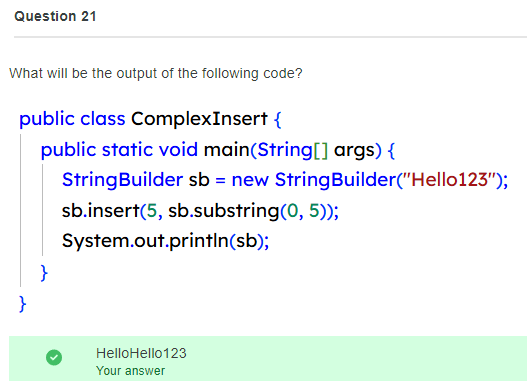 Question 21
What will be the output of the following code?
public class ComplexInsert {
public static void main(String[] args) {
StringBuilder sb = new StringBuilder("Hello123");
sb.insert(5, sb.substring(0, 5));
System.out.println(sb);
}
}
HelloHello123
Your answer